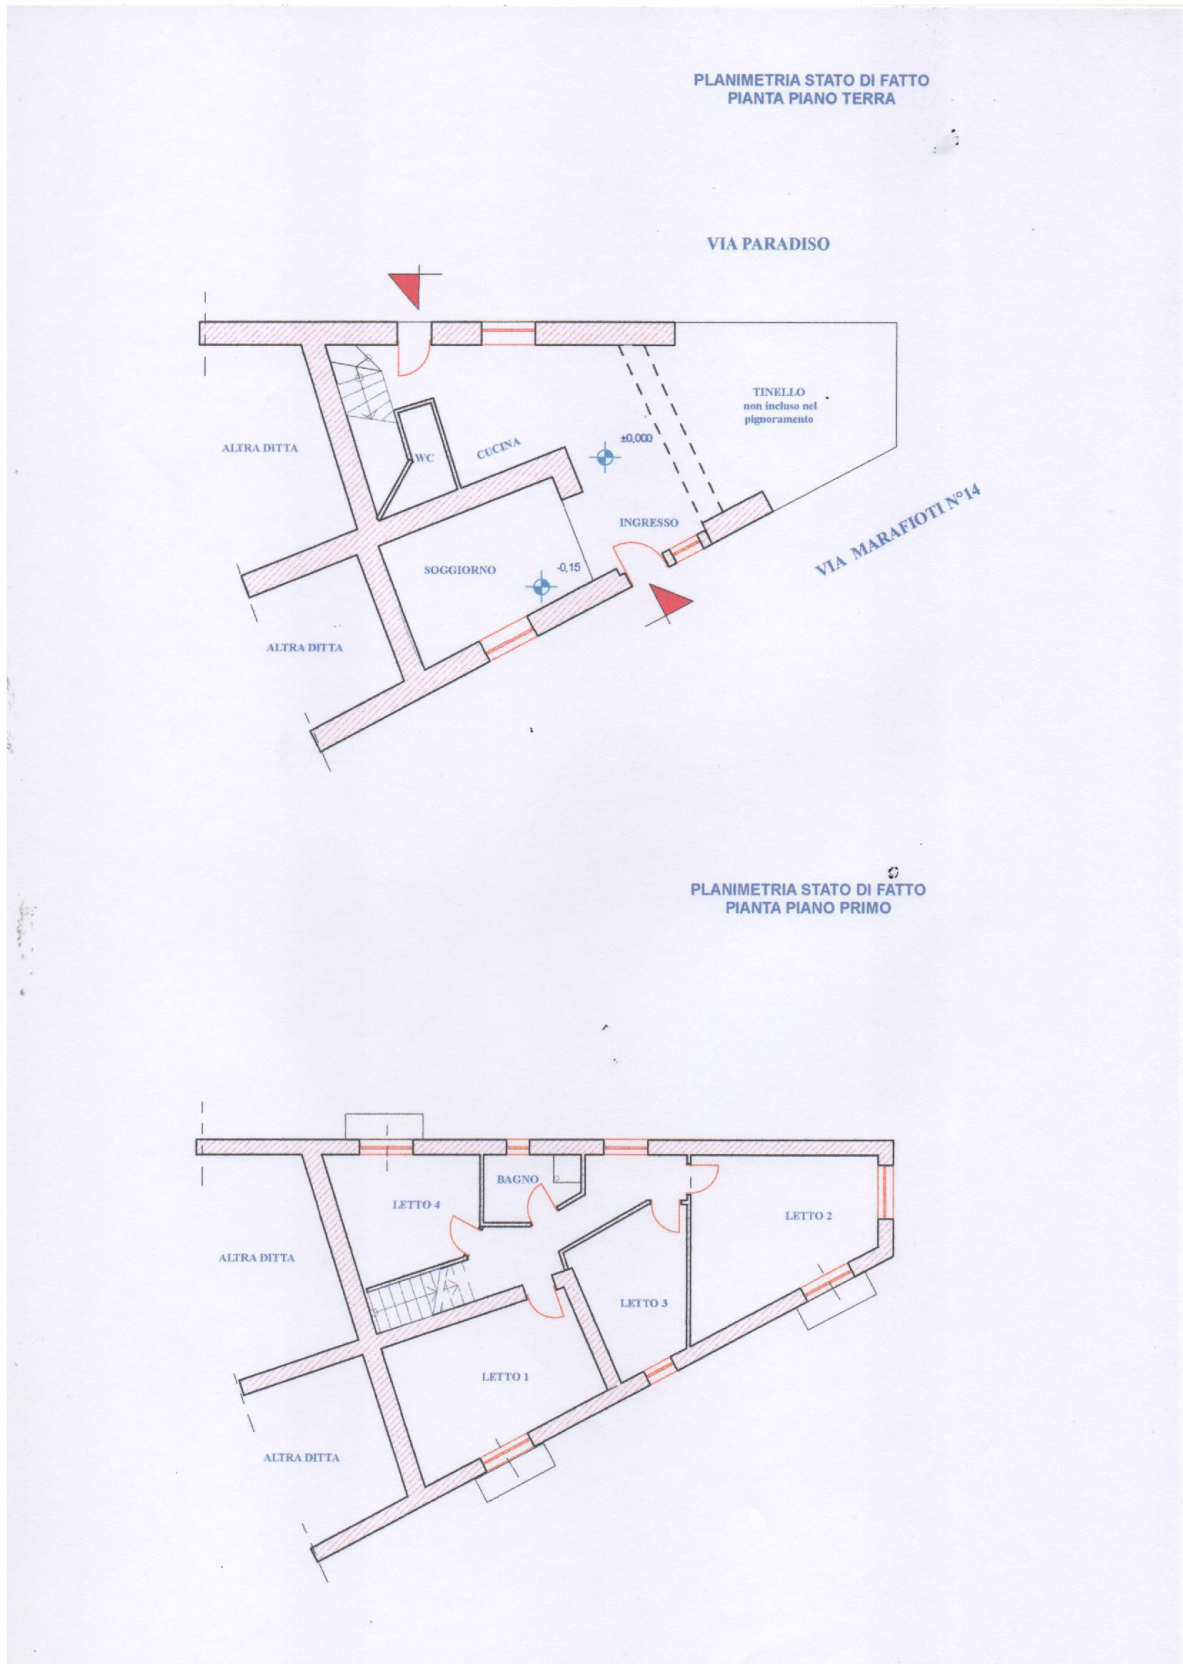 PLANIMETRIA STATO DI FATTO
PIANTA PIANO TERRA
VIA PARADISO
TINELLO
non incluso nel
pignoramento
±0,000
ALTRA DITTA
WC
CUCINA
INGRESSO
VIA MARAFIOTI N°14
SOGGIORNO
-0,15
ALTRA DITTA
PLANIMETRIA STATO DI FATTO
PIANTA PIANO PRIMO
BAGNO
LETTO 4
LETTO 2
ALTRA DITTA
LETTO 3
LETTO 1
ALTRA DITTA